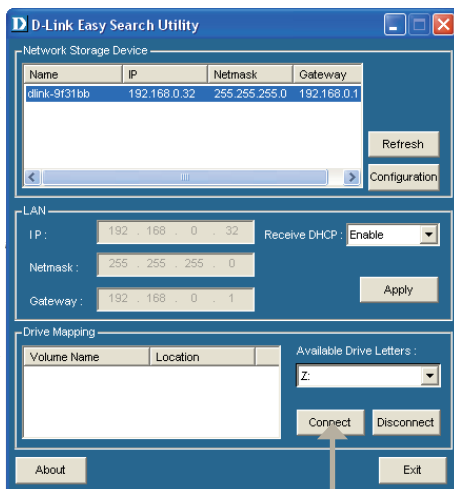 D-Link Easy Search Utility
Network Storage Device
Name IP Netmask Gateway
dlink-9f31bb 192.168.0.32 255.255.255.0 192.168.0.1
Refresh
Configuration
LAN
IP : 192 . 168 . 0 . 32 Receive DHCP : Enable
Netmask : 255 . 255 . 255 . 0
Apply
Gateway : 192 . 168 . 0 . 1
Drive Mapping
Volume Name Location Available Drive Letters :
Z:
Connect Disconnect
About Exit